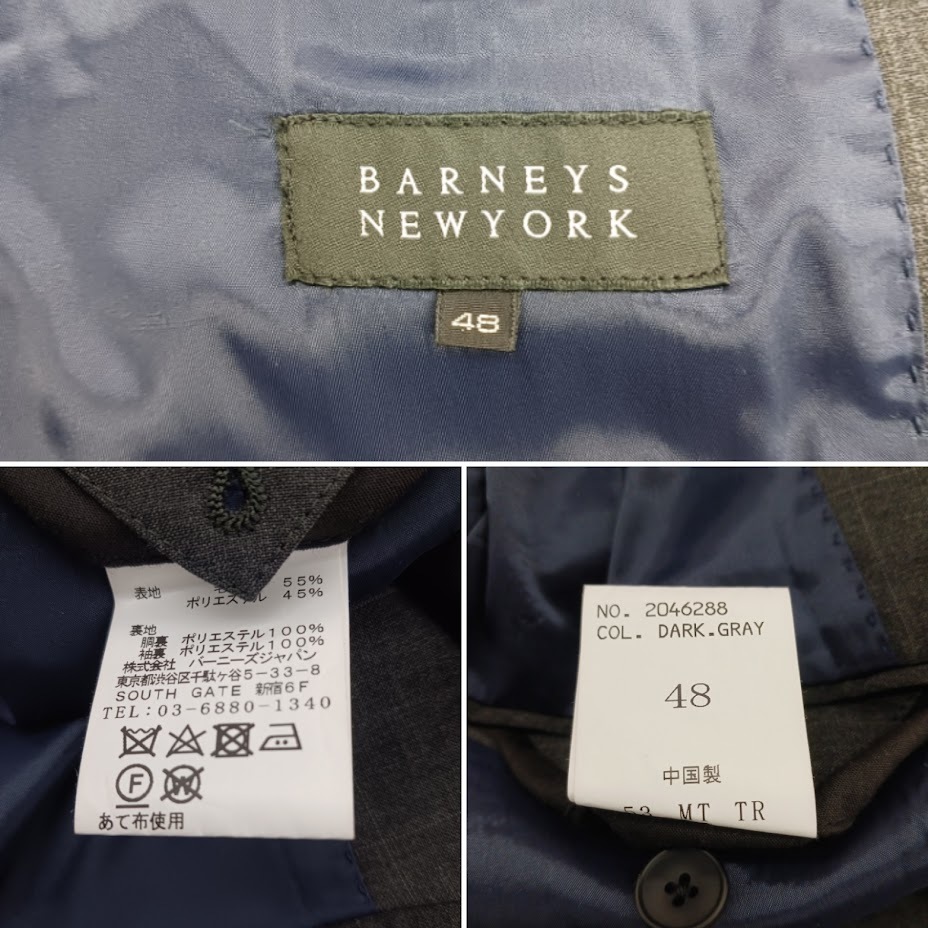 BARNEYS
NEWYORK
48
表地 毛 55%
ポリエステル 45%
裏地
胴裏 ポリエステル100%
袖裏 ポリエステル100%
株式会社 バーニーズジャパン
東京都渋谷区千駄ヶ谷5-33-8
SOUTH GATE 新宿6F
TEL:03-6880-1340
F W
あて布使用
NO. 2046288
COL. DARK.GRAY
48
中国製
MT TR